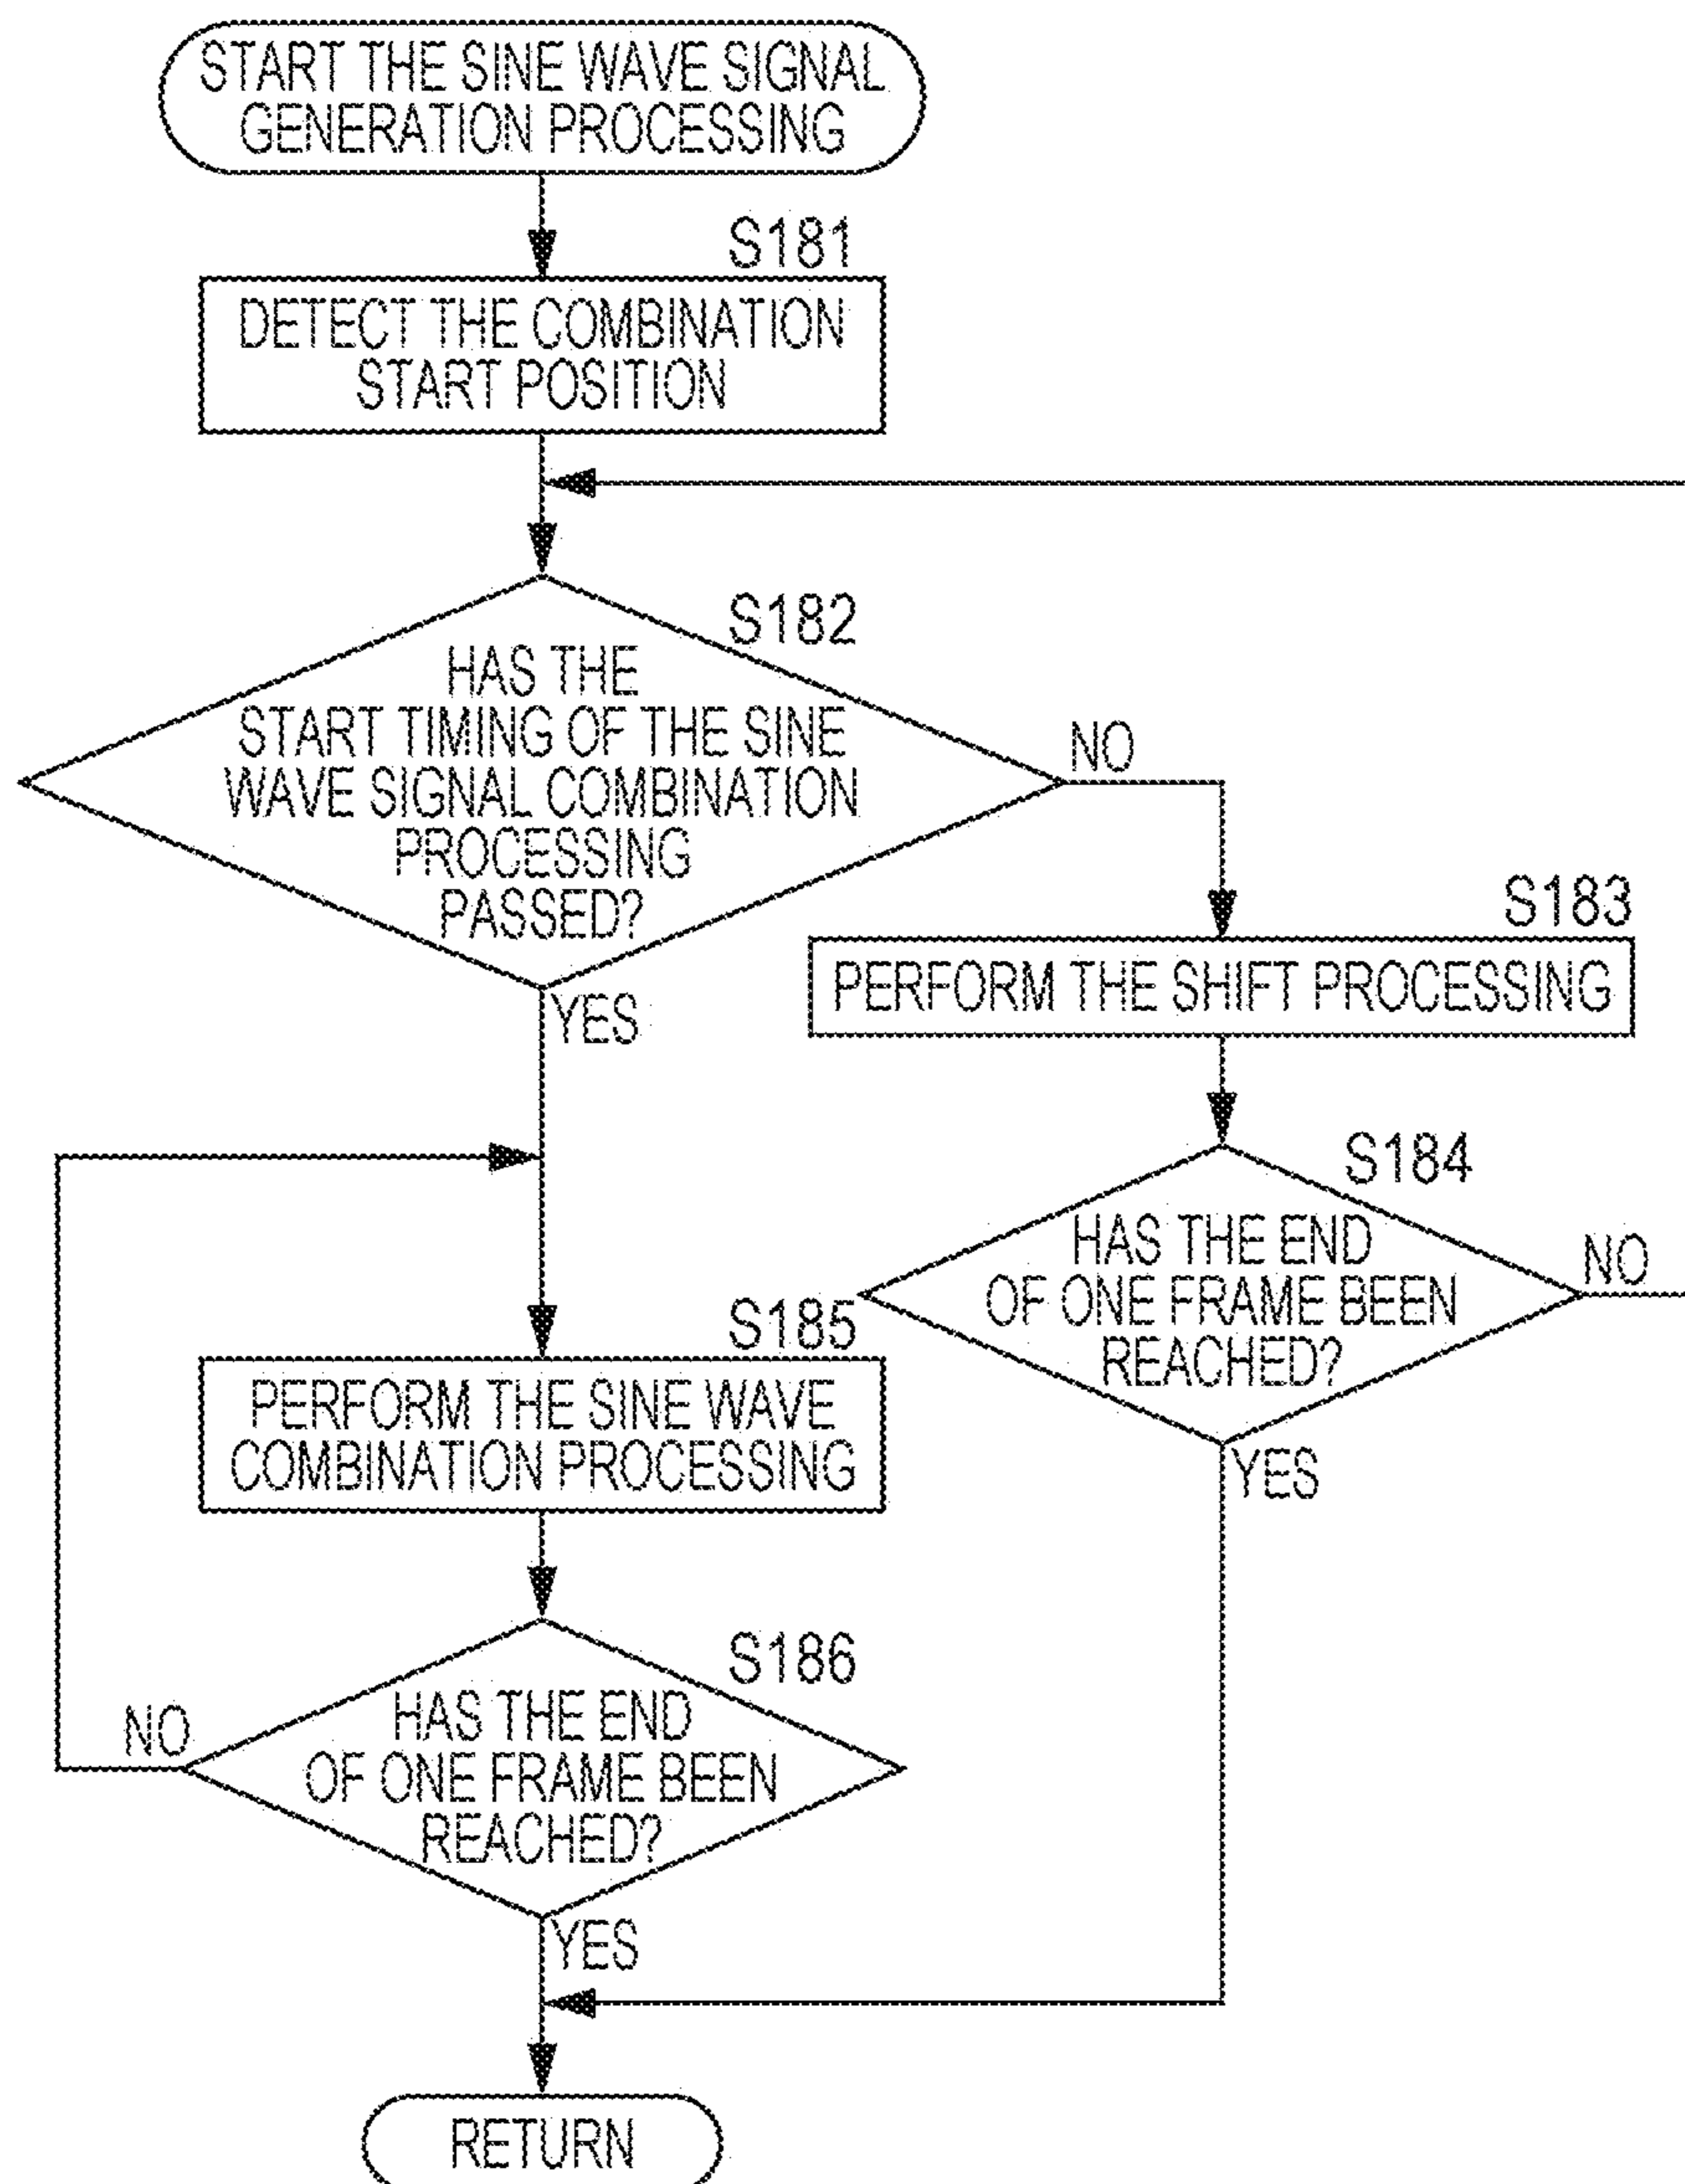 START THE SINE WAVE SIGNAL
GENERATION PROCESSING
S181
DETECT THE COMBINATION
START POSITION
S182
HAS THE
START TIMING OF THE SINE
WAVE SIGNAL COMBINATION
PROCESSING
PASSED?
NO
YES
S183
PERFORM THE SHIFT PROCESSING
S184
HAS THE END
OF ONE FRAME BEEN
REACHED?
NO
YES
S185
PERFORM THE SINE WAVE
COMBINATION PROCESSING
S186
HAS THE END
OF ONE FRAME BEEN
REACHED?
NO
YES
RETURN